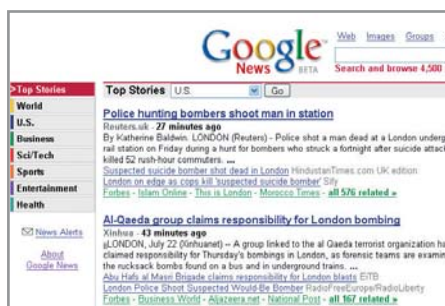 Google
News BETA
Web Images Groups
Search and browse 4,500
>Top Stories
World
U.S.
Business
Sci/Tech
Sports
Entertainment
Health
News Alerts
About
Google News
Top Stories U.S. Go
Police hunting bombers shoot man in station
Reuters.uk - 27 minutes ago
By Katherine Baldwin. LONDON (Reuters) - Police shot a man dead at a London underg
rail station on Friday during a hunt for bombers who struck a fortnight after suicide attack
killed 52 rush-hour commuters. ...
Suspected suicide bomber shot dead in London HindustanTimes.com UK edition
London on edge as cops kill 'suspected suicide bomber' Sify
Forbes - Islam Online - This is London - Morocco Times - all 576 related »
Al-Qaeda group claims responsibility for London bombing
Xinhua - 43 minutes ago
LONDON, July 22 (Xinhuanet) -- A group linked to the al Qaeda terrorist organization ha
claimed responsibility for Thursday's bombings in London, as forensic teams are examin
the rucksack bombs found on a bus and in underground trains. ...
Abu Hafs al Masri Brigade claims responsibility for London blasts EiTB
London Police Shoot Suspected Would-Be Bomber RadioFreeEurope/RadioLiberty
Forbes - Business World - Aljazeera.net - National Post - all 167 related »